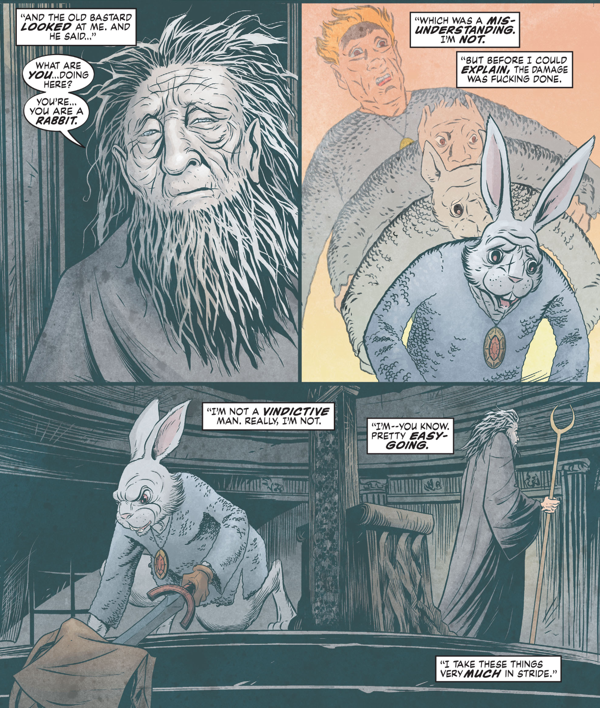 "AND THE OLD BASTARD
LOOKED AT ME. AND
HE SAID..."
WHAT ARE
YOU...DOING
HERE?
YOU'RE...
YOU ARE A
RABBIT.
"WHICH WAS A MIS-
UNDERSTANDING.
I'M NOT.
"BUT BEFORE I COULD
EXPLAIN, THE DAMAGE
WAS FUCKING DONE.
"I'M NOT A VINDICTIVE
MAN. REALLY, I'M NOT.
"I'M--YOU KNOW.
PRETTY EASY-
GOING.
"I TAKE THESE THINGS
VERY MUCH IN STRIDE."